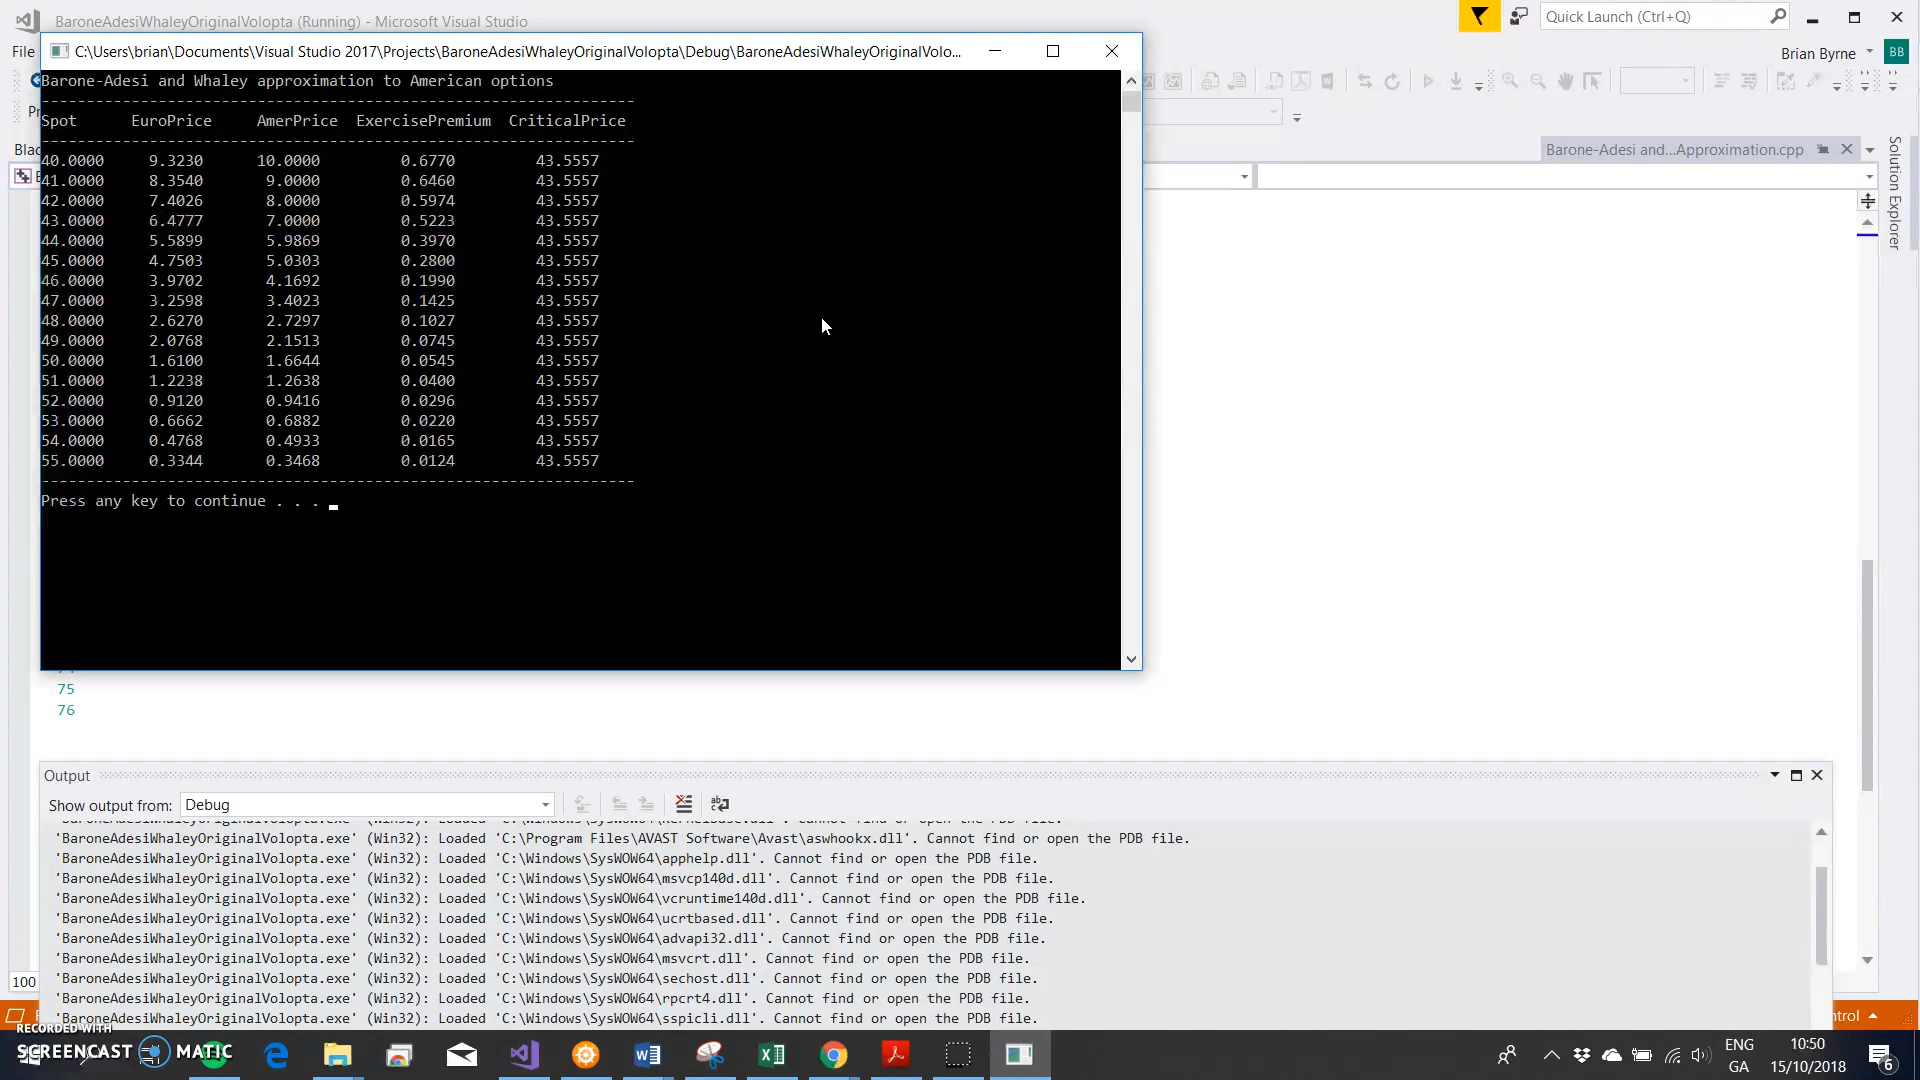 BaroneAdesiWhaleyOriginalVolopta (Running) - Microsoft Visual Studio
Quick Launch (Ctrl+Q)
File
Brian Byrne
BB
C:\Users\brian\Documents\Visual Studio 2017\Projects\BaroneAdesiWhaleyOriginalVolopta\Debug\BaroneAdesiWhaleyOriginalVolo...
Barone-Adesi and Whaley approximation to American options
------------------------------------------------------------------
Spot EuroPrice AmerPrice ExercisePremium CriticalPrice
------------------------------------------------------------------
40.0000 9.3230 10.0000 0.6770 43.5557
41.0000 8.3540 9.0000 0.6460 43.5557
42.0000 7.4026 8.0000 0.5974 43.5557
43.0000 6.4777 7.0000 0.5223 43.5557
44.0000 5.5899 5.9869 0.3970 43.5557
45.0000 4.7503 5.0303 0.2800 43.5557
46.0000 3.9702 4.1692 0.1990 43.5557
47.0000 3.2598 3.4023 0.1425 43.5557
48.0000 2.6270 2.7297 0.1027 43.5557
49.0000 2.0768 2.1513 0.0745 43.5557
50.0000 1.6100 1.6644 0.0545 43.5557
51.0000 1.2238 1.2638 0.0400 43.5557
52.0000 0.9120 0.9416 0.0296 43.5557
53.0000 0.6662 0.6882 0.0220 43.5557
54.0000 0.4768 0.4933 0.0165 43.5557
55.0000 0.3344 0.3468 0.0124 43.5557
------------------------------------------------------------------
Press any key to continue . . .
Barone-Adesi and...Approximation.cpp
Solution Explorer
75
76
Output
Show output from: Debug
'BaroneAdesiWhaleyOriginalVolopta.exe' (Win32): Loaded 'C:\Program Files\AVAST Software\Avast\aswhookx.dll'. Cannot find or open the PDB file.
'BaroneAdesiWhaleyOriginalVolopta.exe' (Win32): Loaded 'C:\Windows\SysWOW64\apphelp.dll'. Cannot find or open the PDB file.
'BaroneAdesiWhaleyOriginalVolopta.exe' (Win32): Loaded 'C:\Windows\SysWOW64\msvcp140d.dll'. Cannot find or open the PDB file.
'BaroneAdesiWhaleyOriginalVolopta.exe' (Win32): Loaded 'C:\Windows\SysWOW64\vcruntime140d.dll'. Cannot find or open the PDB file.
'BaroneAdesiWhaleyOriginalVolopta.exe' (Win32): Loaded 'C:\Windows\SysWOW64\ucrtbased.dll'. Cannot find or open the PDB file.
'BaroneAdesiWhaleyOriginalVolopta.exe' (Win32): Loaded 'C:\Windows\SysWOW64\advapi32.dll'. Cannot find or open the PDB file.
'BaroneAdesiWhaleyOriginalVolopta.exe' (Win32): Loaded 'C:\Windows\SysWOW64\msvcrt.dll'. Cannot find or open the PDB file.
'BaroneAdesiWhaleyOriginalVolopta.exe' (Win32): Loaded 'C:\Windows\SysWOW64\sechost.dll'. Cannot find or open the PDB file.
'BaroneAdesiWhaleyOriginalVolopta.exe' (Win32): Loaded 'C:\Windows\SysWOW64\rpcrt4.dll'. Cannot find or open the PDB file.
'BaroneAdesiWhaleyOriginalVolopta.exe' (Win32): Loaded 'C:\Windows\SysWOW64\sspicli.dll'. Cannot find or open the PDB file.
100
RECORDED WITH
SCREENCAST MATIC
ENG
GA
10:50
15/10/2018
6